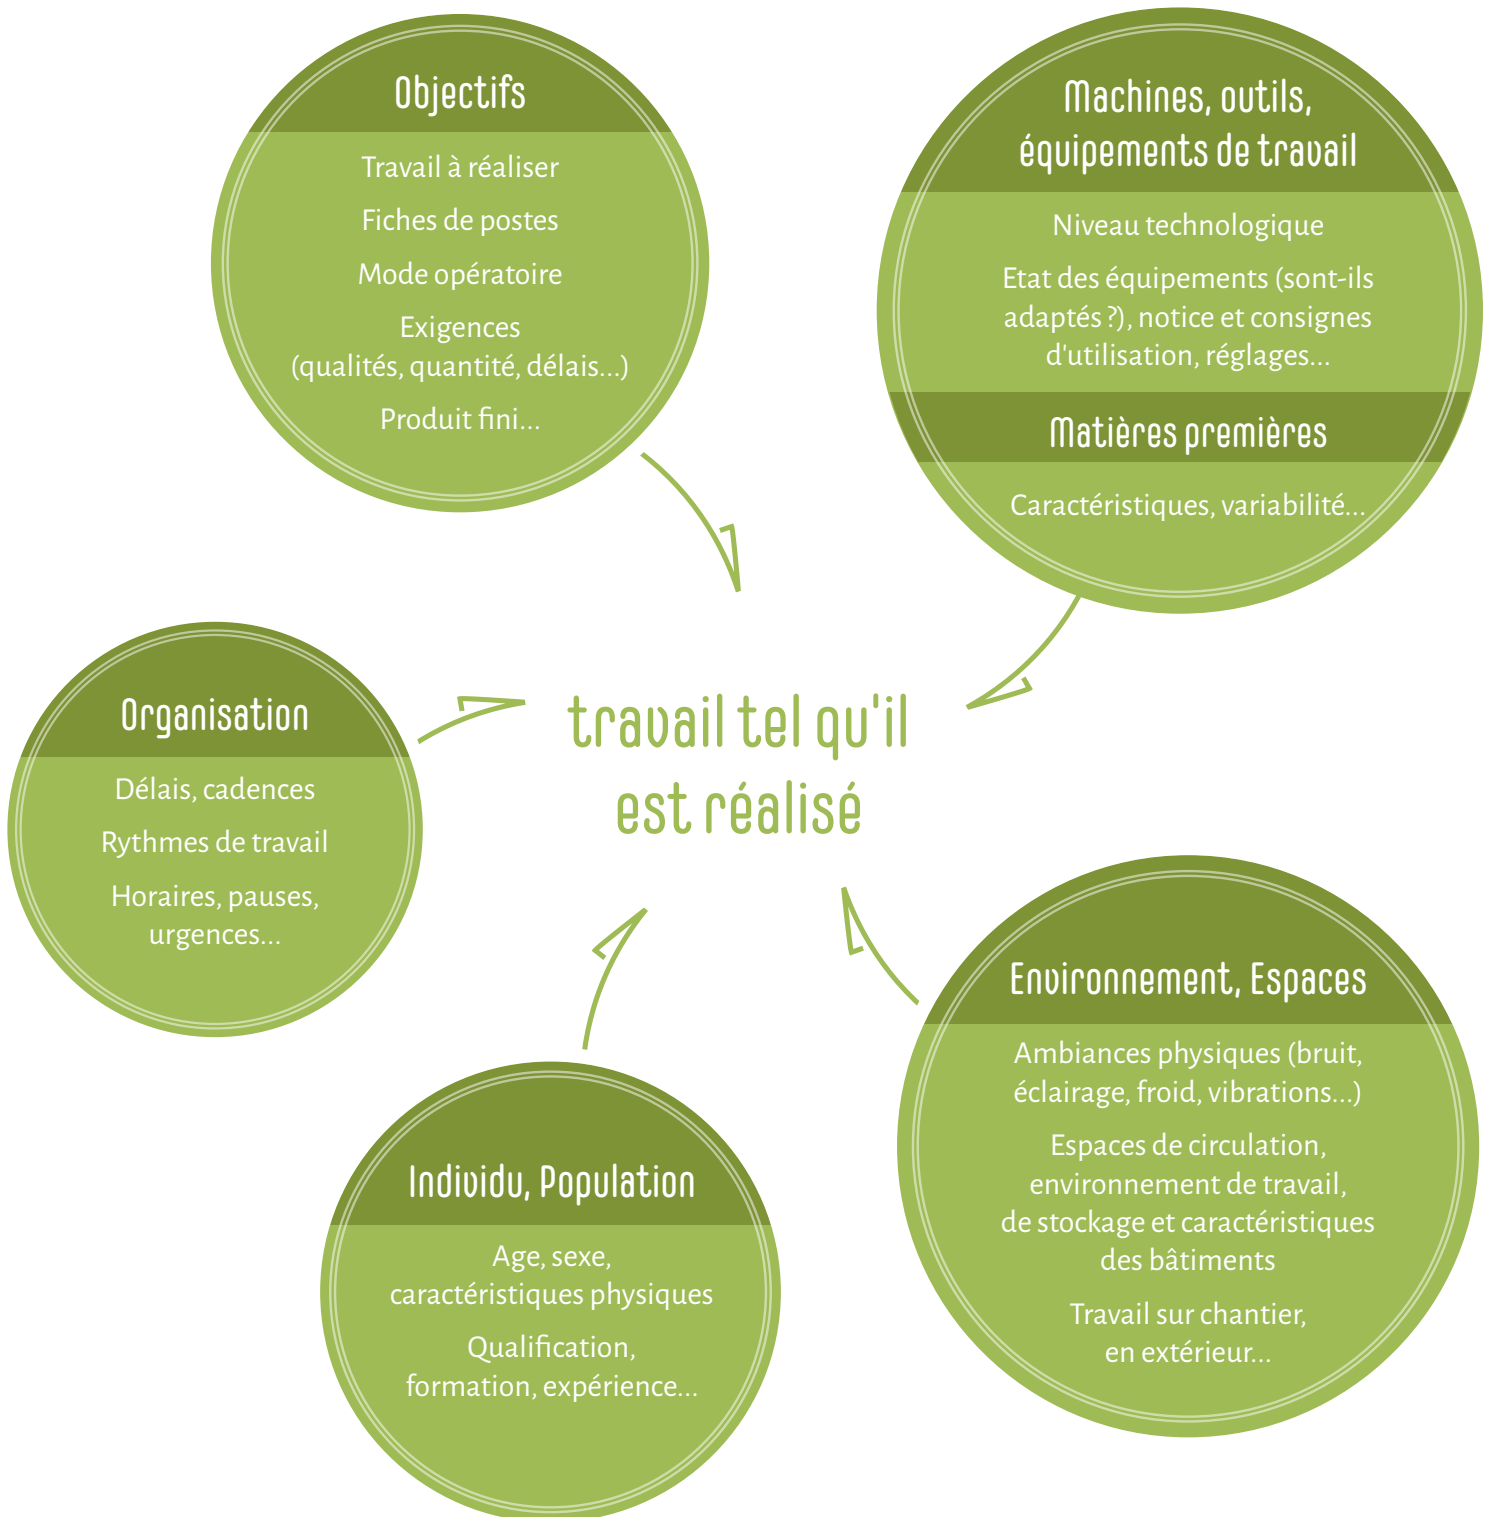 Objectifs
Travail à réaliser
Fiches de postes
Mode opératoire
Exigences
(qualités, quantité, délais...)
Produit fini...
Machines, outils,
équipements de travail
Niveau technologique
Etat des équipements (sont-ils
adaptés ?), notice et consignes
d'utilisation, réglages...
Matières premières
Caractéristiques, variabilité...
Organisation
Délais, cadences
Rythmes de travail
Horaires, pauses,
urgences...
travail tel qu'il
est réalisé
Environnement, Espaces
Ambiances physiques (bruit,
éclairage, froid, vibrations...)
Espaces de circulation,
environnement de travail,
de stockage et caractéristiques
des bâtiments
Travail sur chantier,
en extérieur...
Individu, Population
Age, sexe,
caractéristiques physiques
Qualification,
formation, expérience...